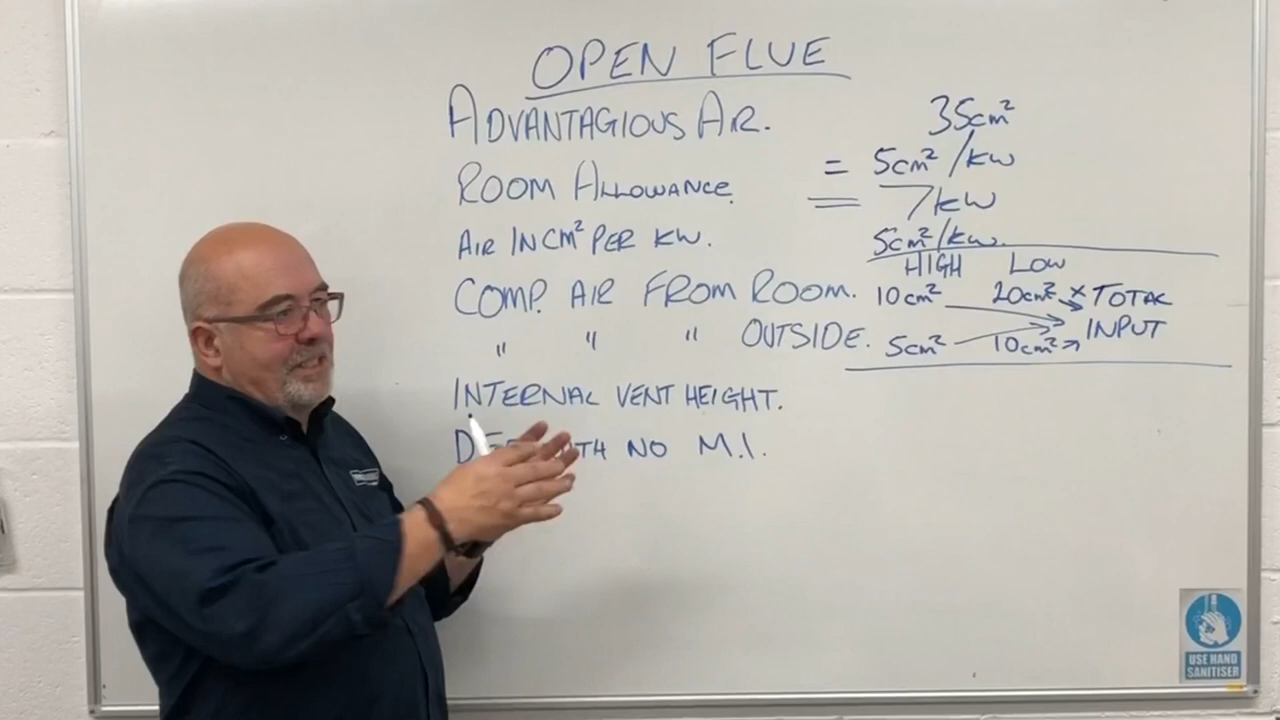 OPEN FLUE
ADVANTAGIOUS AIR. 35cm²
ROOM ALLOWANCE. = 5cm²/kw
7kw
AIR IN CM² PER KW. 5cm²/kw.
HIGH LOW
COMP. AIR FROM ROOM. 10cm² 20cm² × TOTAL
" " " OUTSIDE. 5cm² 10cm² INPUT
INTERNAL VENT HEIGHT.
NO M.I.
USE HAND
SANITISER